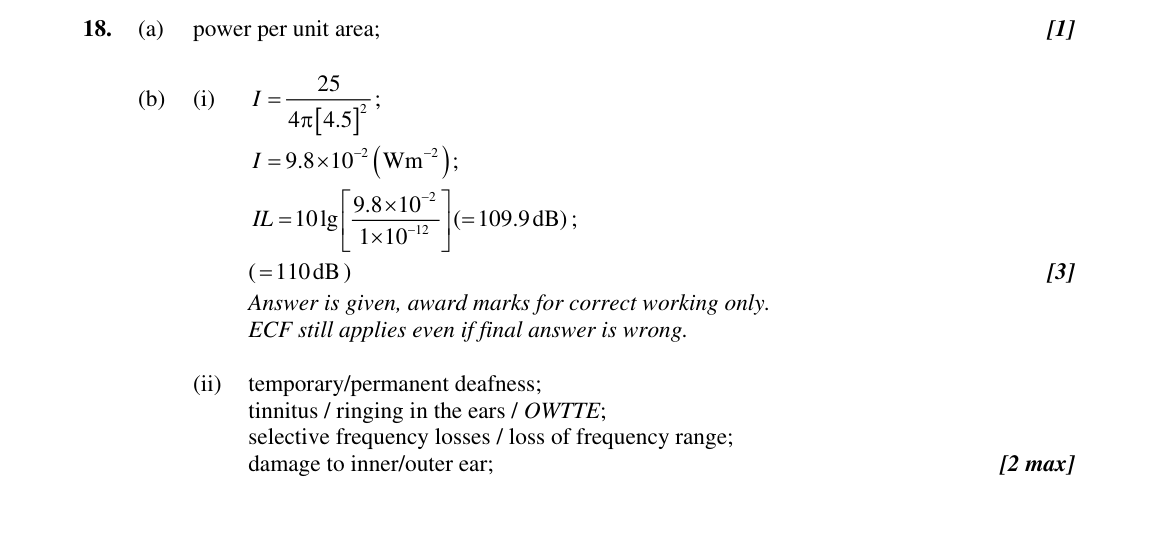 18. (a) power per unit area; [1]
(b) (i) I = 25 / 4π[4.5]² ;
I = 9.8×10⁻² (Wm⁻²);
IL = 10 lg [9.8×10⁻² / 1×10⁻¹²] (= 109.9 dB) ;
(= 110 dB ) [3]
Answer is given, award marks for correct working only.
ECF still applies even if final answer is wrong.
(ii) temporary/permanent deafness;
tinnitus / ringing in the ears / OWTTE;
selective frequency losses / loss of frequency range;
damage to inner/outer ear; [2 max]